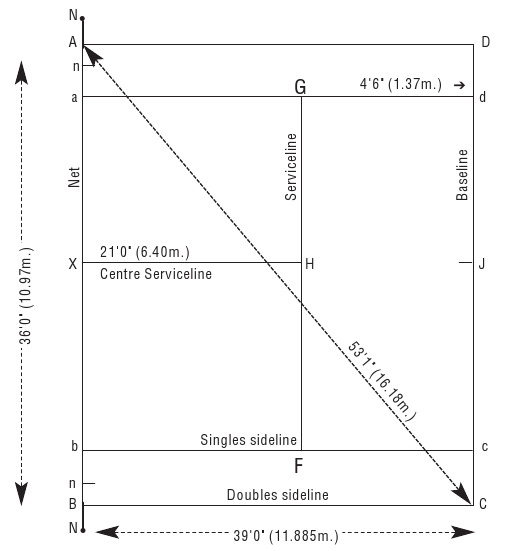 N
A
D
n
G
4'6" (1.37m.) ➔
a
d
Net
Serviceline
Baseline
21'0" (6.40m.)
X
H
J
Centre Serviceline
36'0" (10.97m.)
53'1" (16.18m.)
b
Singles sideline
c
F
n
Doubles sideline
B
C
N
39'0" (11.885m.)